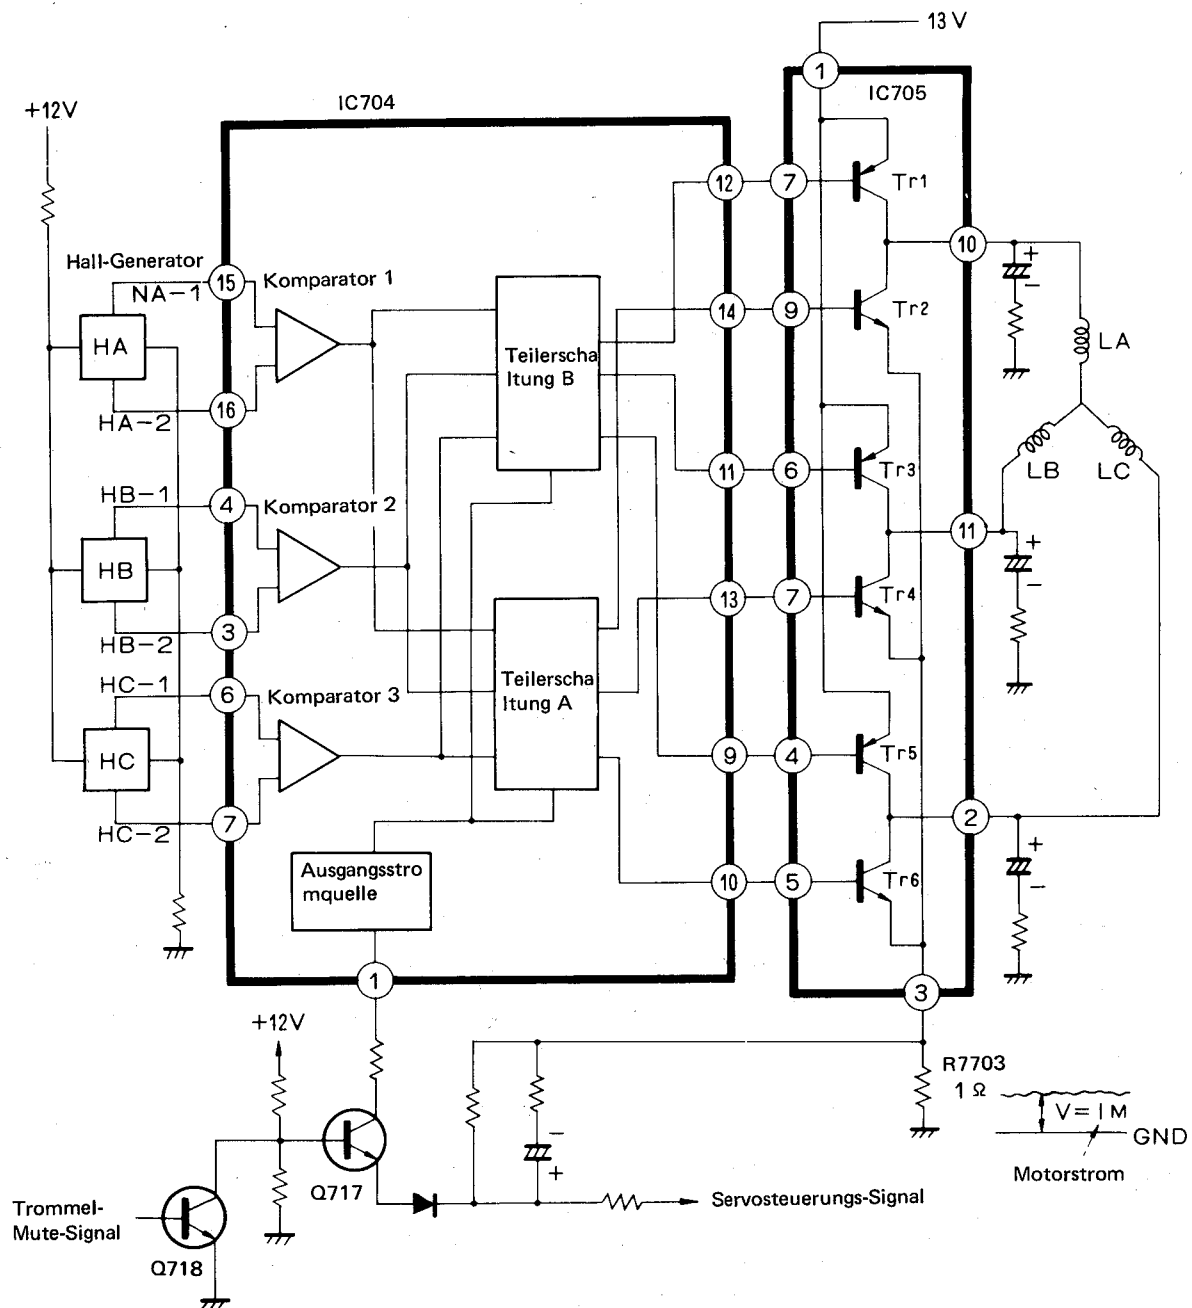 13 V
1
IC705
IC704
+12V
12
7
Tr1
10
+
-
Hall-Generator
NA-1
15
Komparator 1
HA
14
9
Tr2
Teilerscha
ltung B
LA
HA-2
16
LB
LC
11
6
Tr3
HB-1
4
Komparator 2
11
+
-
HB
13
7
Tr4
HB-2
3
HC-1
6
Komparator 3
Teilerscha
ltung A
HC
9
4
Tr5
HC-2
7
2
+
-
Ausgangsstro
mquelle
10
5
Tr6
1
3
+12V
R7703
1 Ω
V=IM
GND
Motorstrom
-
+
Q717
Servosteuerungs-Signal
Trommel-
Mute-Signal
Q718